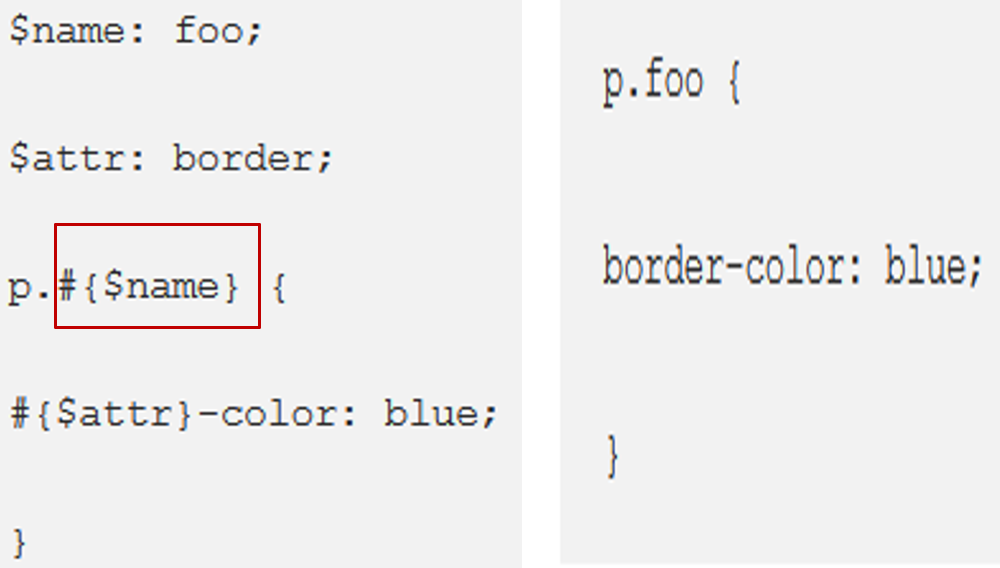 $name: foo;
$attr: border;
p.#{$name} {
#{$attr}-color: blue;
}
p.foo {
border-color: blue;
}